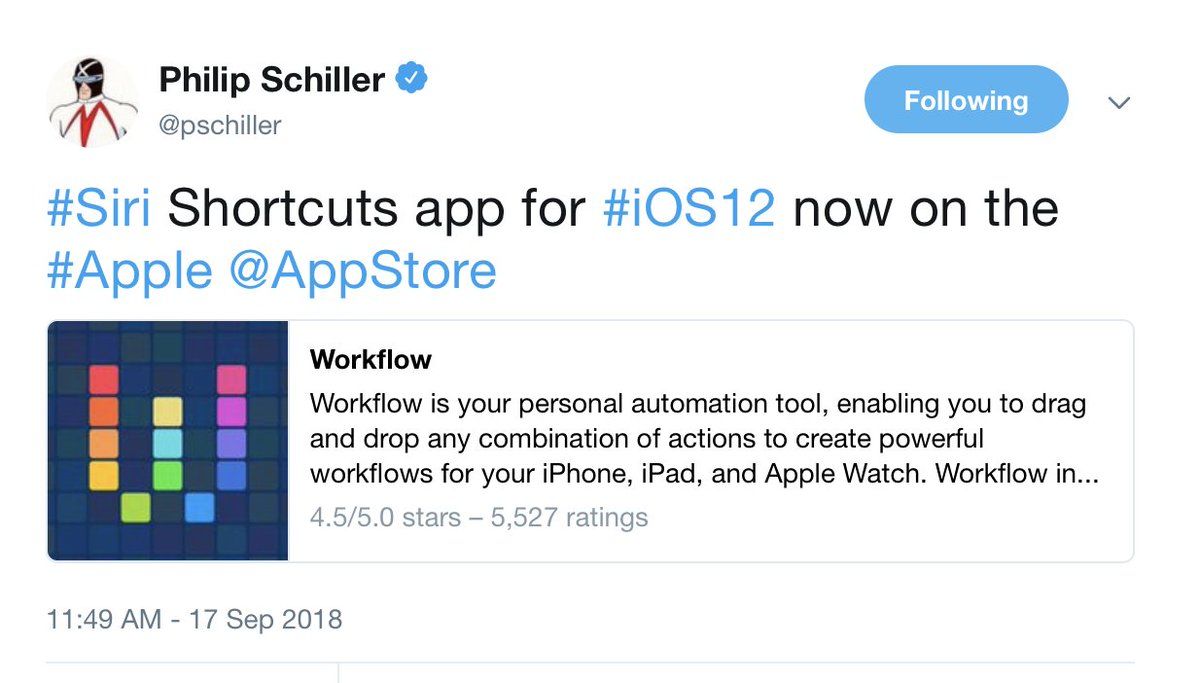 Philip Schiller
@pschiller
Following
#Siri Shortcuts app for #iOS12 now on the
#Apple @AppStore
Workflow
Workflow is your personal automation tool, enabling you to drag
and drop any combination of actions to create powerful
workflows for your iPhone, iPad, and Apple Watch. Workflow in...
4.5/5.0 stars – 5,527 ratings
11:49 AM - 17 Sep 2018